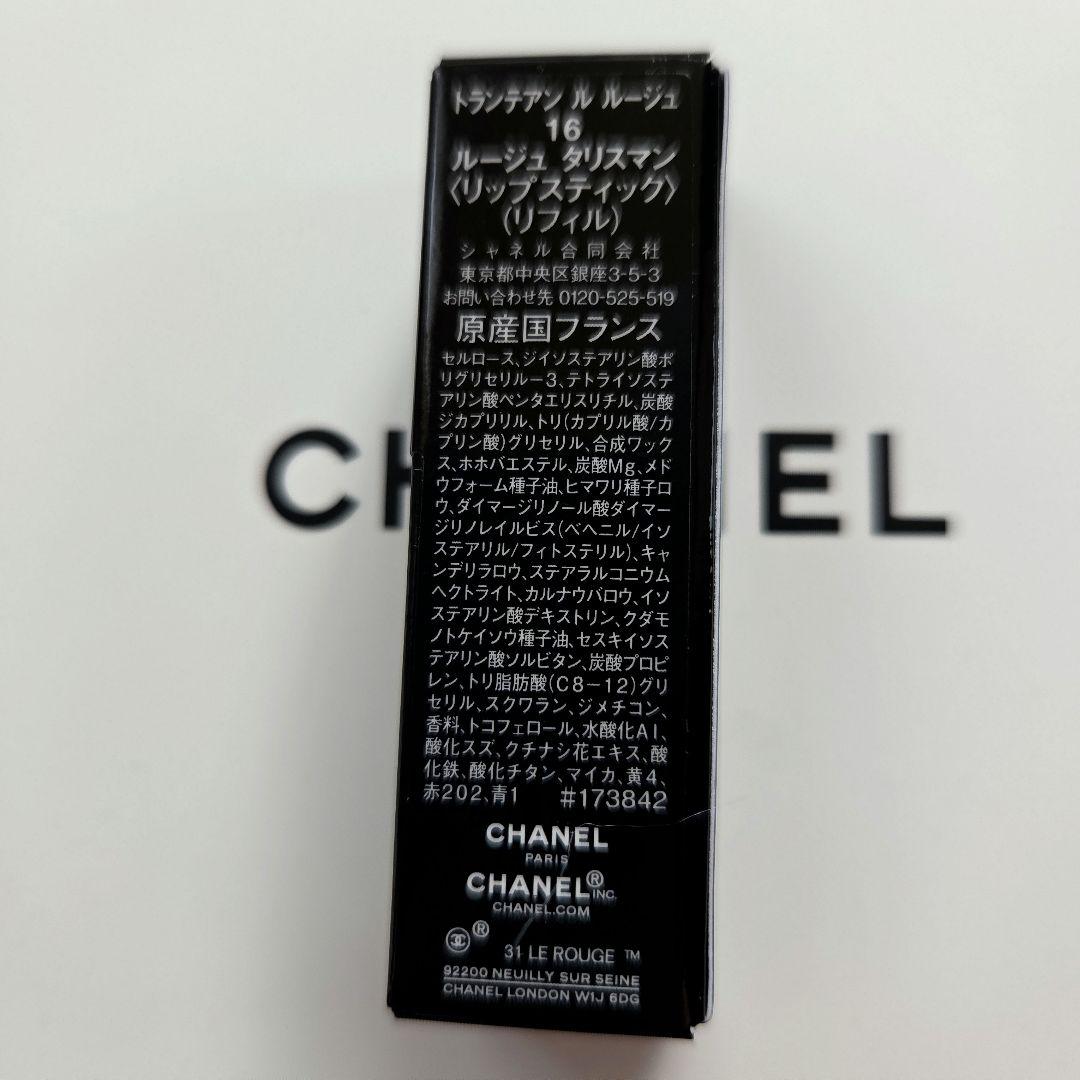 トランテアン ル ルージュ
16
ルージュ タリスマン
〈リップスティック〉
(リフィル)
シャネル合同会社
東京都中央区銀座3-5-3
お問い合わせ先 0120-525-519
原産国フランス
セルロース、ジイソステアリン酸ポ
リグリセリルー3、テトライソステ
アリン酸ペンタエリスリチル、炭酸
ジカプリリル、トリ(カプリル酸/カ
プリン酸)グリセリル、合成ワック
ス、ホホバエステル、炭酸Mg、メド
ウフォーム種子油、ヒマワリ種子ロ
ウ、ダイマージリノール酸ダイマー
ジリノレイルビス(ベヘニル/イソ
ステアリル/フィトステリル)、キャ
ンデリラロウ、ステアラルコニウム
ヘクトライト、カルナウバロウ、イソ
ステアリン酸デキストリン、クダモ
ノトケイソウ種子油、セスキイソス
テアリン酸ソルビタン、炭酸プロピ
レン、トリ脂肪酸(C8－12)グリ
セリル、スクワラン、ジメチコン、
香料、トコフェロール、水酸化Al、
酸化スズ、クチナシ花エキス、酸
化鉄、酸化チタン、マイカ、黄4、
赤202、青1 #173842
CHANEL
PARIS
CHANEL® INC.
CHANEL.COM
® 31 LE ROUGE ™
92200 NEUILLY SUR SEINE
CHANEL LONDON W1J 6DG
CH EL